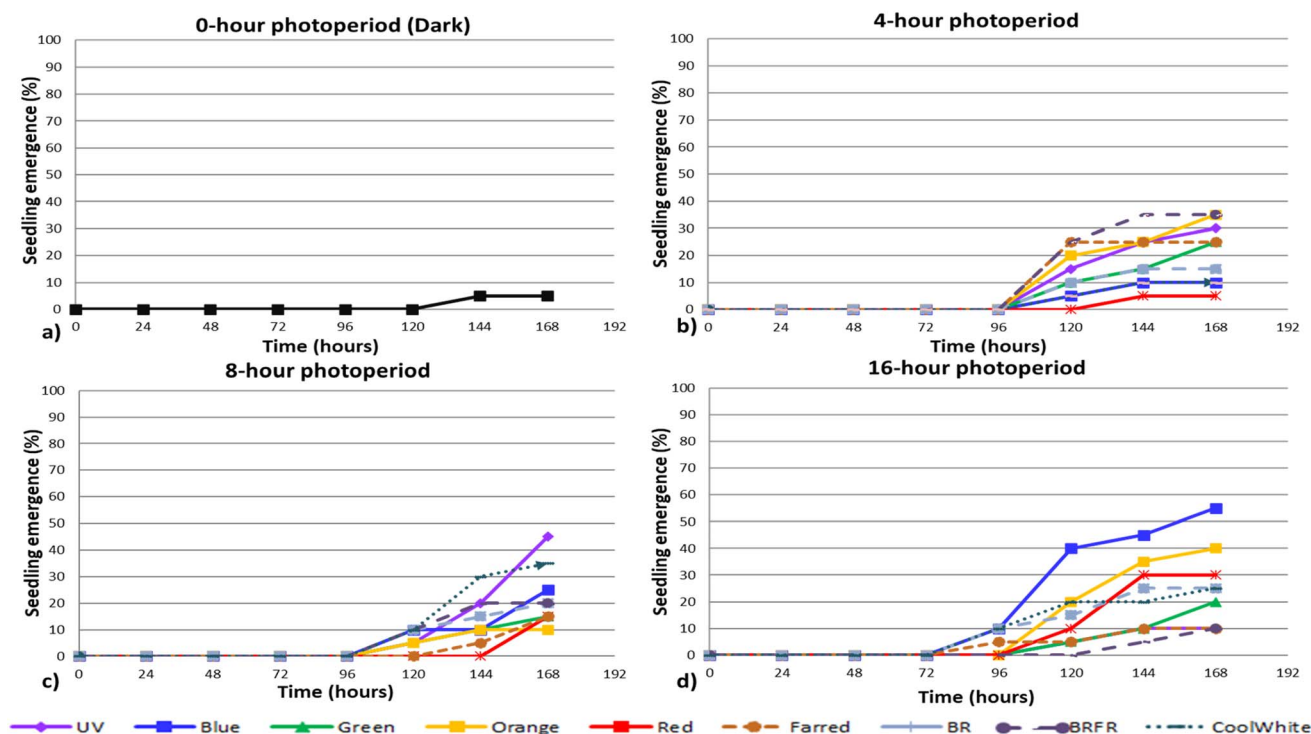 0-hour photoperiod (Dark)
Seedling emergence (%)
100
90
80
70
60
50
40
30
20
10
0
0 24 48 72 96 120 144 168 192
a)
Time (hours)
4-hour photoperiod
Seedling emergence (%)
100
90
80
70
60
50
40
30
20
10
0
0 24 48 72 96 120 144 168 192
b)
Time (hours)
8-hour photoperiod
Seedling emergence (%)
100
90
80
70
60
50
40
30
20
10
0
0 24 48 72 96 120 144 168 192
c)
Time (hours)
16-hour photoperiod
Seedling emergence (%)
100
90
80
70
60
50
40
30
20
10
0
0 24 48 72 96 120 144 168 192
d)
Time (hours)
UV Blue Green Orange Red Farred BR BRFR CoolWhite